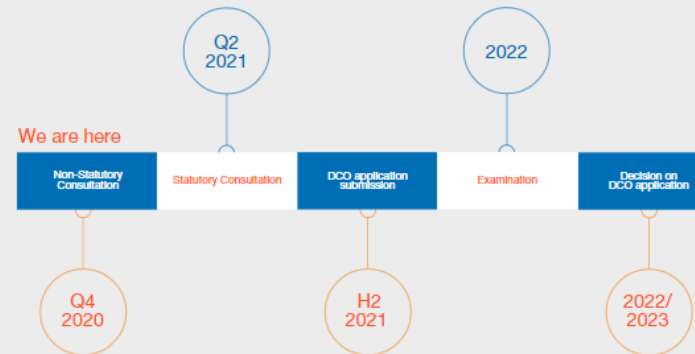 Q2
2021
2022
We are here
Non-Statutory
Consultation
Statutory Consultation
DCO application
submission
Examination
Decision on
DCO application
Q4
2020
H2
2021
2022/
2023